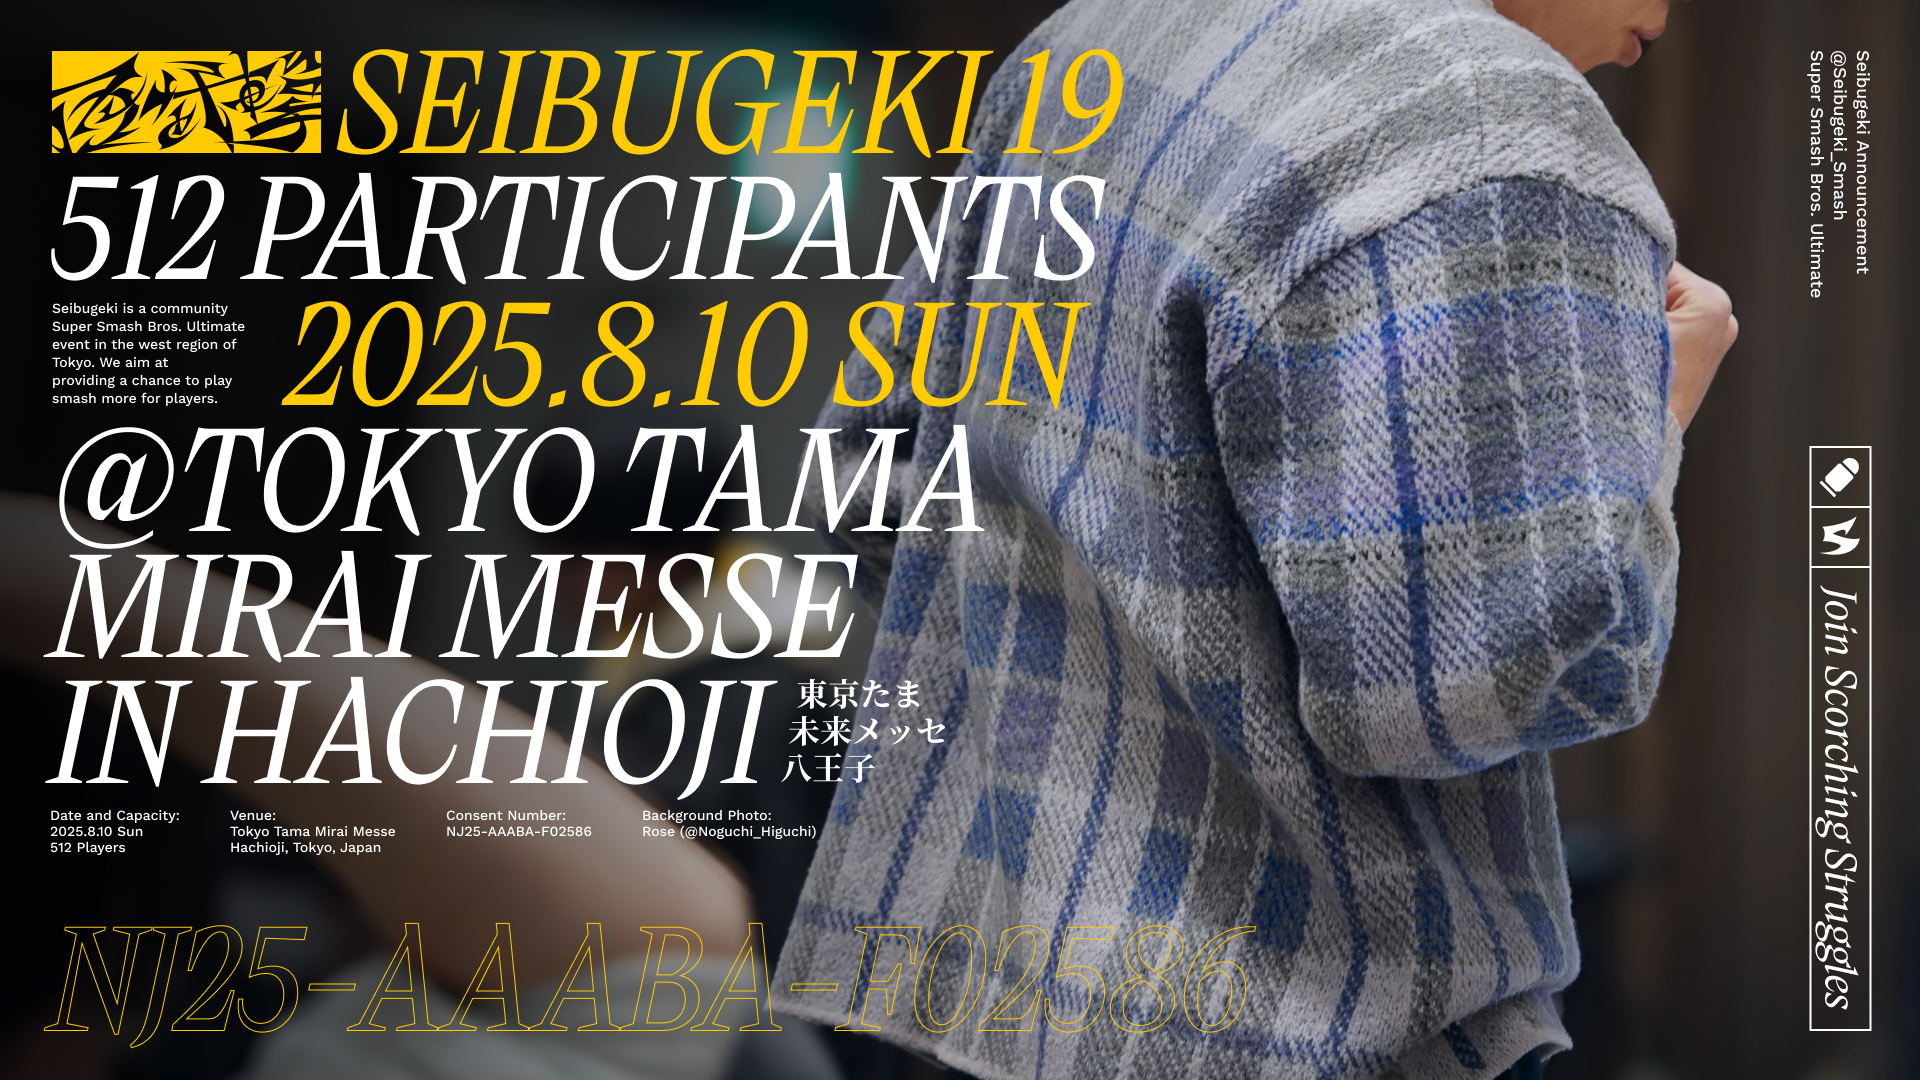 SEIBUGEKI 19
512 PARTICIPANTS
Seibugeki is a community
Super Smash Bros. Ultimate
event in the west region of
Tokyo. We aim at
providing a chance to play
smash more for players.
2025.8.10 SUN
@TOKYO TAMA
MIRAI MESSE
IN HACHIOJI
東京たま
未来メッセ
八王子
Date and Capacity:
2025.8.10 Sun
512 Players
Venue:
Tokyo Tama Mirai Messe
Hachioji, Tokyo, Japan
Consent Number:
NJ25-AAABA-F02586
Background Photo:
Rose (@Noguchi_Higuchi)
NJ25-AAABA-F02586
Seibugeki Announcement
@Seibugeki_Smash
Super Smash Bros. Ultimate
Join Scorching Struggles